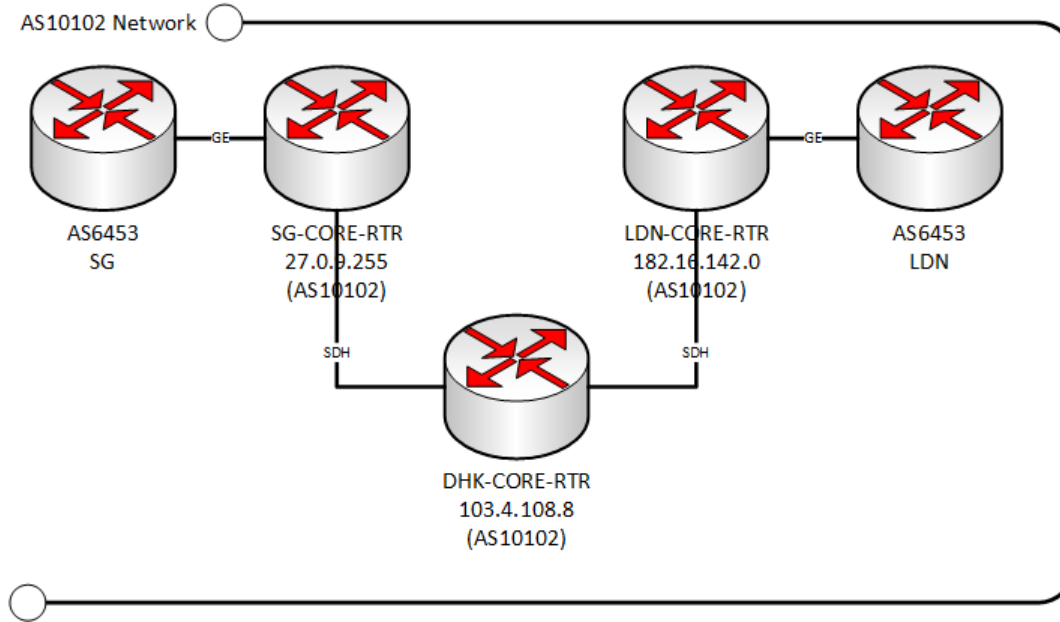 AS10102 Network
GE
GE
AS6453
SG
SG-CORE-RTR
27.0.9.255
(AS10102)
LDN-CORE-RTR
182.16.142.0
(AS10102)
AS6453
LDN
SDH
SDH
DHK-CORE-RTR
103.4.108.8
(AS10102)